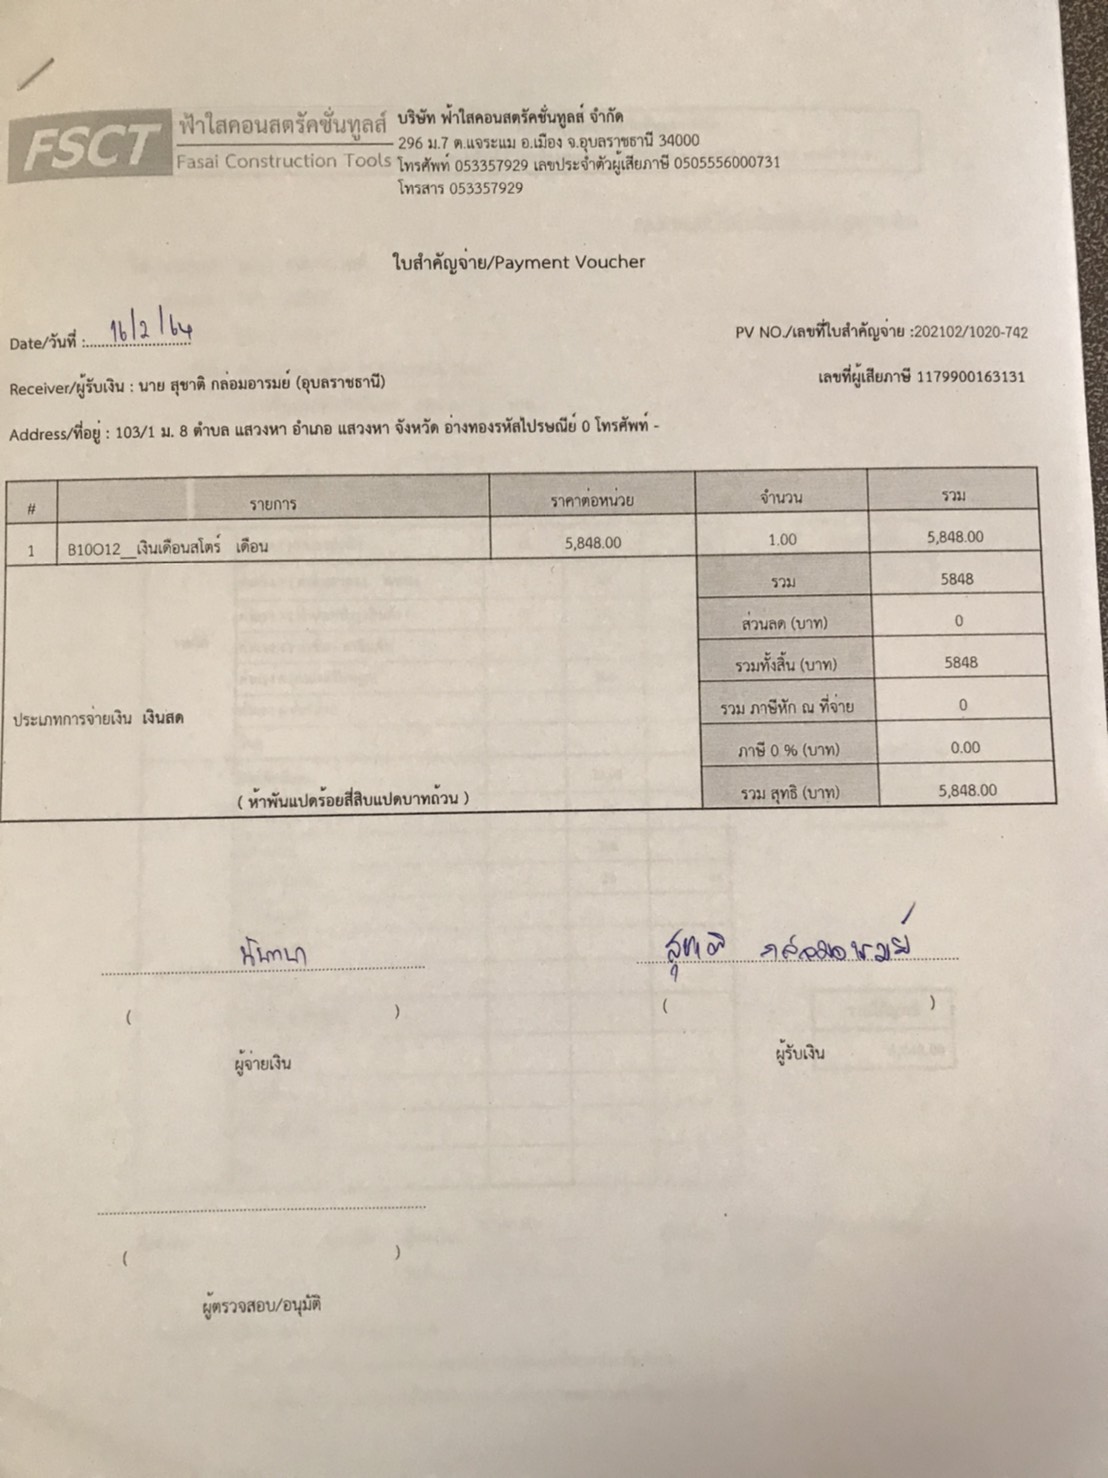 FSCT ฟ้าใสคอนสตรัคชั่นทูลส์
Fasai Construction Tools
บริษัท ฟ้าใสคอนสตรัคชั่นทูลส์ จำกัด
296 ม.7 ต.แจระแม อ.เมือง จ.อุบลราชธานี 34000
โทรศัพท์ 053357929 เลขประจำตัวผู้เสียภาษี 0505556000731
โทรสาร 053357929
ใบสำคัญจ่าย/Payment Voucher
Date/วันที่ : 16/2/64
PV NO./เลขที่ใบสำคัญจ่าย :202102/1020-742
Receiver/ผู้รับเงิน : นาย สุชาติ กล่อมอารมย์ (อุบลราชธานี)
เลขที่ผู้เสียภาษี 1179900163131
Address/ที่อยู่ : 103/1 ม. 8 ตำบล แสวงหา อำเภอ แสวงหา จังหวัด อ่างทองรหัสไปรษณีย์ 0 โทรศัพท์ -
# รายการ ราคาต่อหน่วย จำนวน รวม
1 B10O12__เงินเดือนสโตร์ เดือน 5,848.00 1.00 5,848.00
รวม 5848
ส่วนลด (บาท) 0
รวมทั้งสิ้น (บาท) 5848
รวม ภาษีหัก ณ ที่จ่าย 0
ประเภทการจ่ายเงิน เงินสด
ภาษี 0 % (บาท) 0.00
( ห้าพันแปดร้อยสี่สิบแปดบาทถ้วน ) รวม สุทธิ (บาท) 5,848.00
สุชาติ กล่อมอารมย์
( ) ( )
ผู้จ่ายเงิน ผู้รับเงิน
( )
ผู้ตรวจสอบ/อนุมัติ